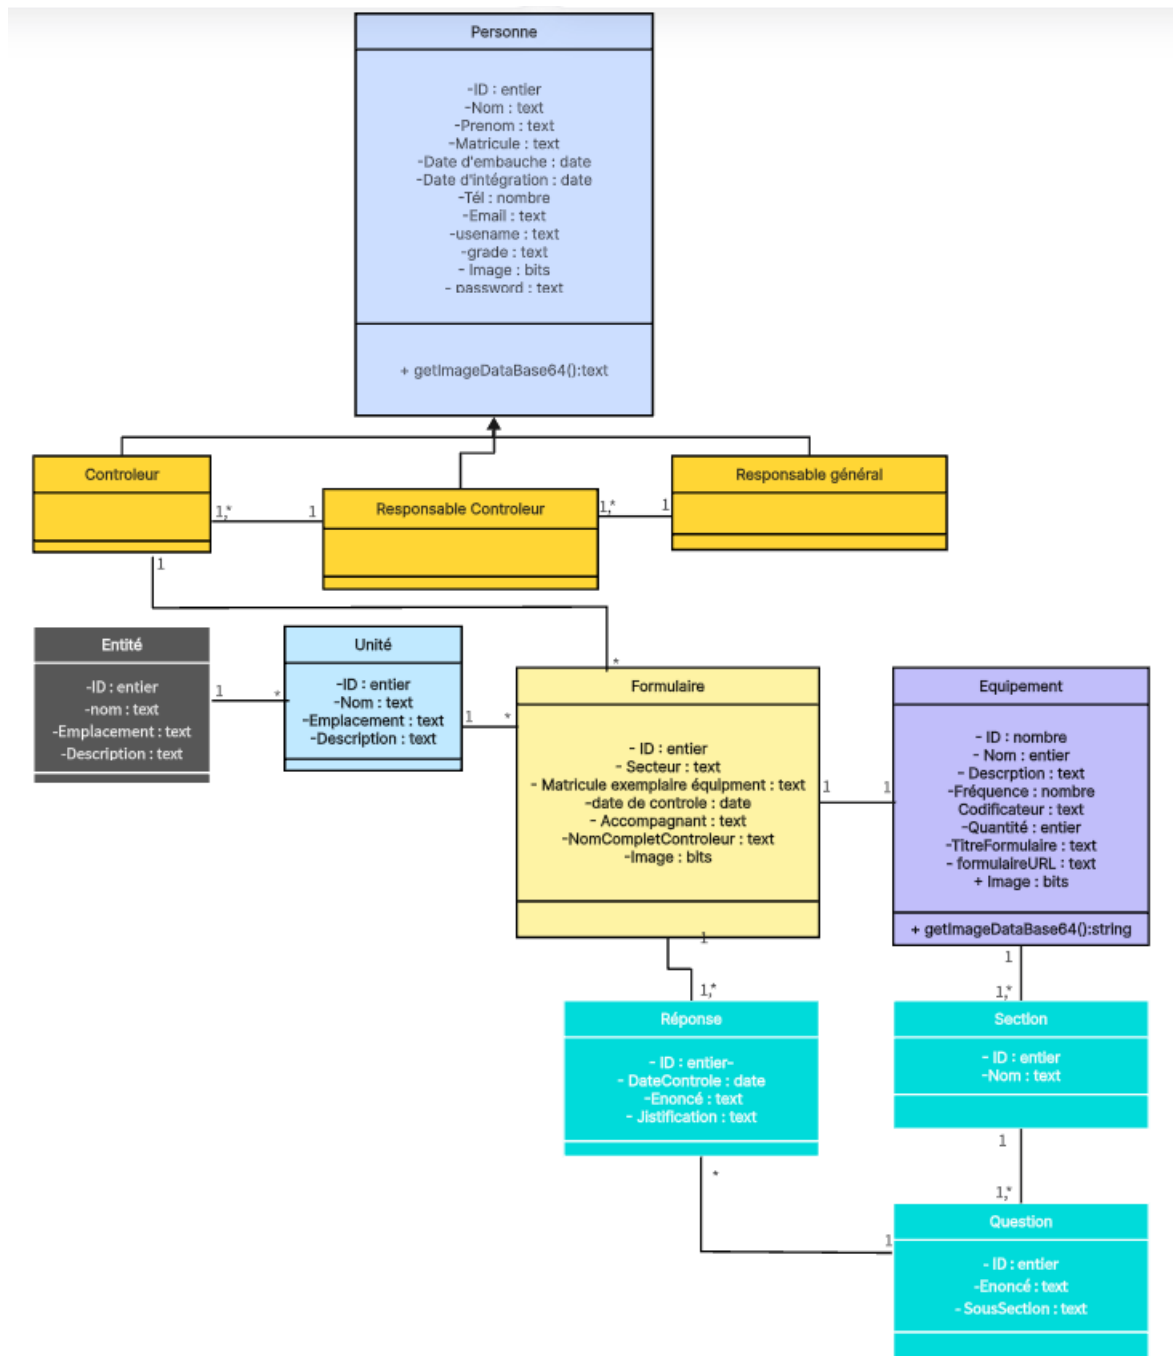 Personne
-ID : entier
-Nom : text
-Prenom : text
-Matricule : text
-Date d'embauche : date
-Date d'intégration : date
-Tél : nombre
-Email : text
-usename : text
-grade : text
- Image : bits
- password : text
+ getImageDataBase64():text
Controleur
Responsable Controleur
Responsable général
1,*
1
1,*
1
1
*
Entité
-ID : entier
-nom : text
-Emplacement : text
-Description : text
1
*
Unité
-ID : entier
-Nom : text
-Emplacement : text
-Description : text
1
*
Formulaire
- ID : entier
- Secteur : text
- Matricule exemplaire équipment : text
-date de controle : date
- Accompagnant : text
-NomCompletControleur : text
-Image : bits
1
1
Equipement
- ID : nombre
- Nom : entier
- Descrption : text
-Fréquence : nombre
Codificateur : text
-Quantité : entier
-TitreFormulaire : text
- formulaireURL : text
+ Image : bits
+ getImageDataBase64():string
1
1,*
1
1,*
Réponse
- ID : entier-
- DateControle : date
-Enoncé : text
- Jistification : text
Section
- ID : entier
-Nom : text
1
1,*
*
1
Question
- ID : entier
-Enoncé : text
- SousSection : text